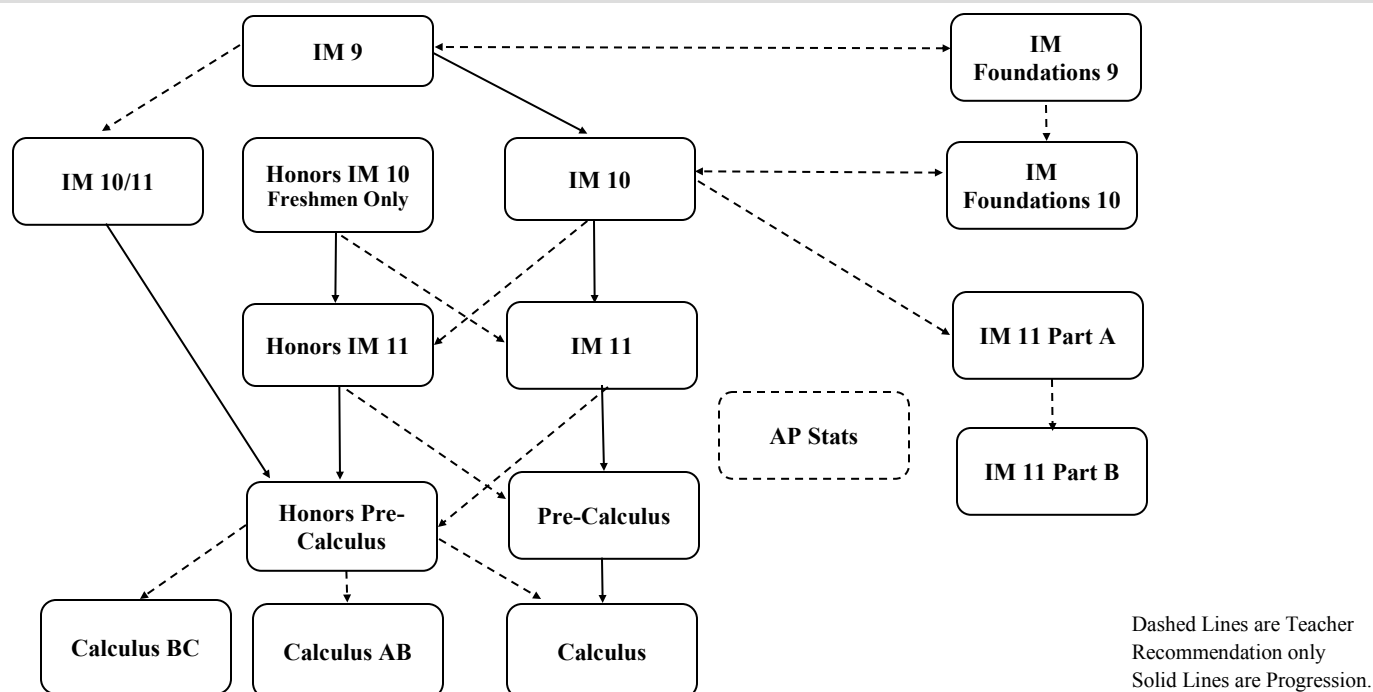 IM 9
IM
Foundations 9
IM 10/11
Honors IM 10
Freshmen Only
IM 10
IM
Foundations 10
Honors IM 11
IM 11
IM 11 Part A
AP Stats
IM 11 Part B
Honors Pre-
Calculus
Pre-Calculus
Calculus BC
Calculus AB
Calculus
Dashed Lines are Teacher
Recommendation only
Solid Lines are Progression.